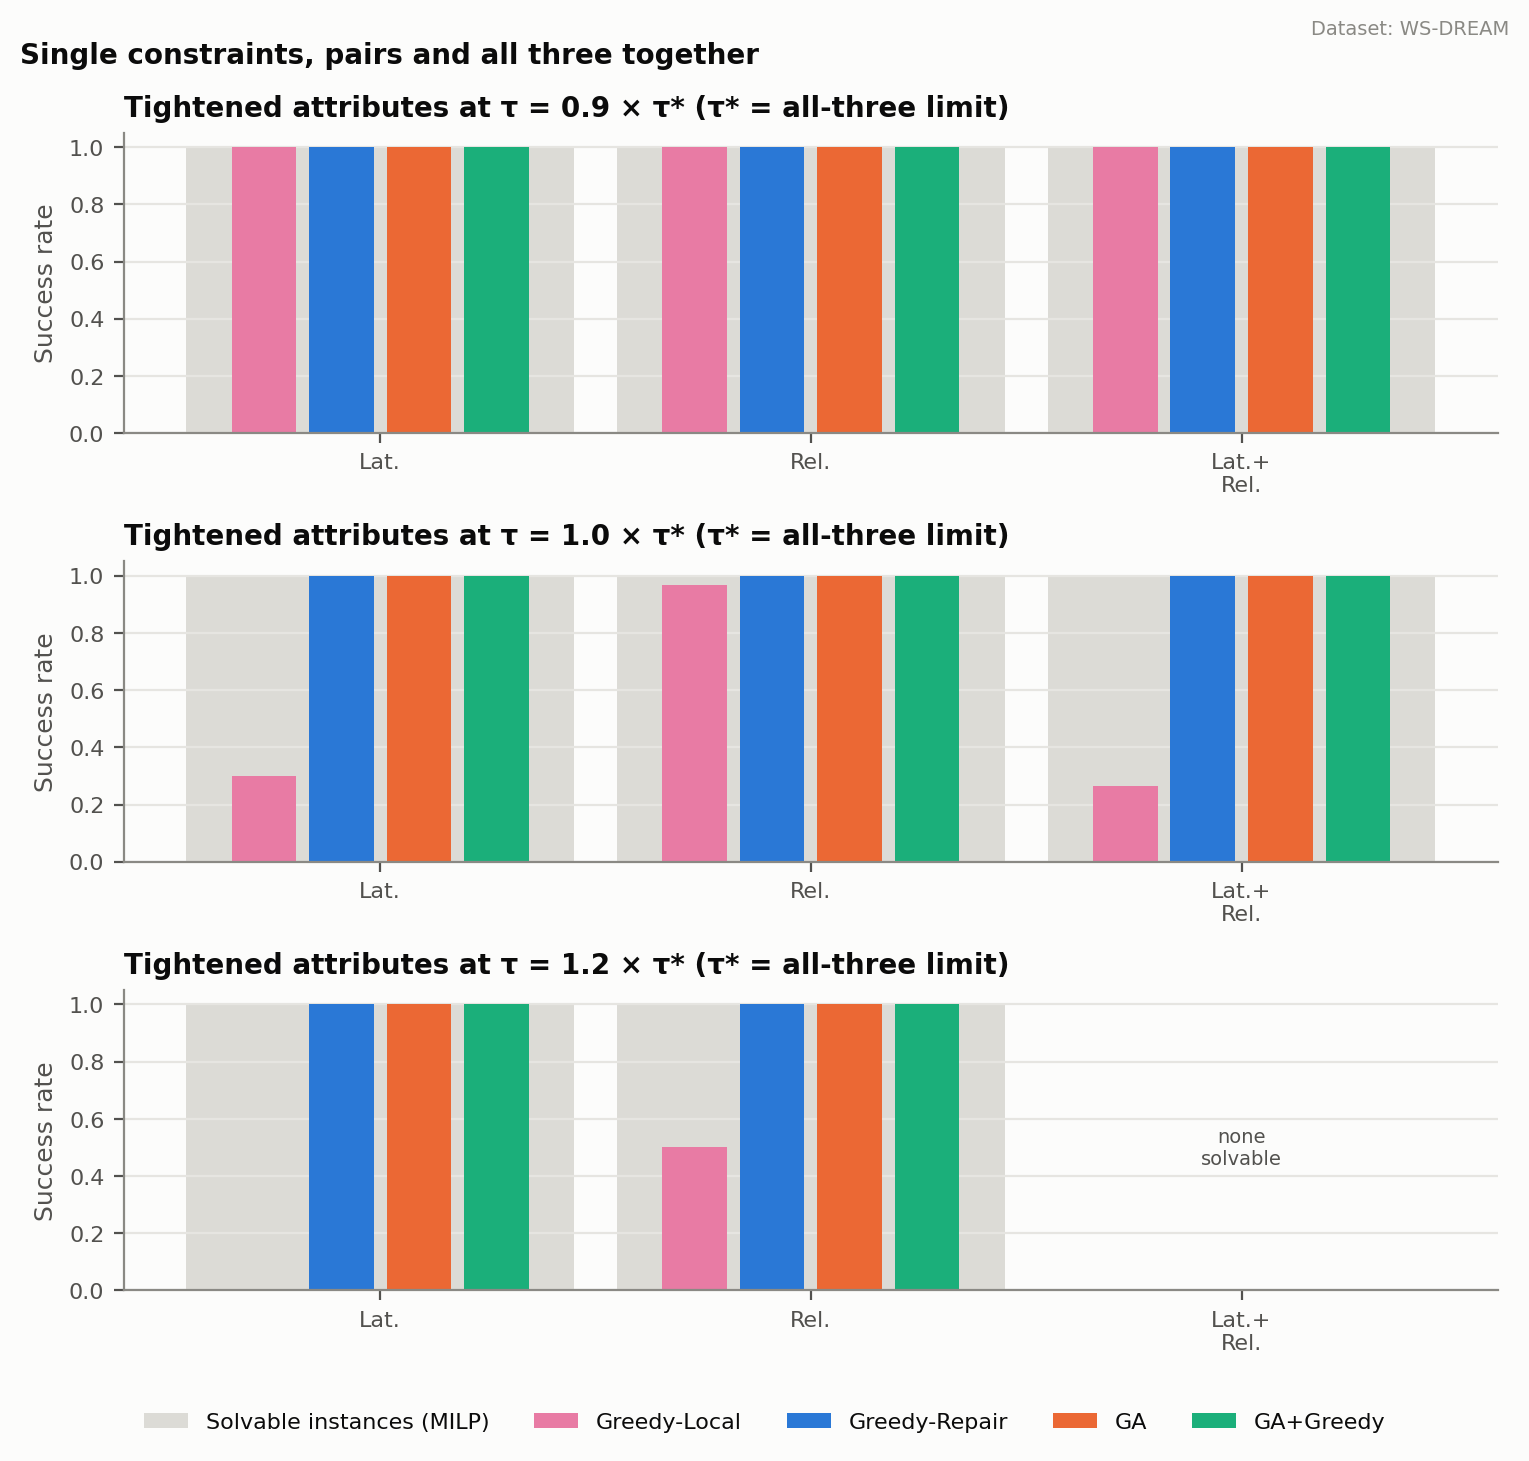 Dataset: WS-DREAM
Single constraints, pairs and all three together
Tightened attributes at τ = 0.9 × τ* (τ* = all-three limit)
Success rate
1.0
0.8
0.6
0.4
0.2
0.0
Lat.
Rel.
Lat.+
Rel.
Tightened attributes at τ = 1.0 × τ* (τ* = all-three limit)
Success rate
1.0
0.8
0.6
0.4
0.2
0.0
Lat.
Rel.
Lat.+
Rel.
Tightened attributes at τ = 1.2 × τ* (τ* = all-three limit)
Success rate
1.0
0.8
0.6
0.4
0.2
0.0
none
solvable
Lat.
Rel.
Lat.+
Rel.
Solvable instances (MILP)
Greedy-Local
Greedy-Repair
GA
GA+Greedy